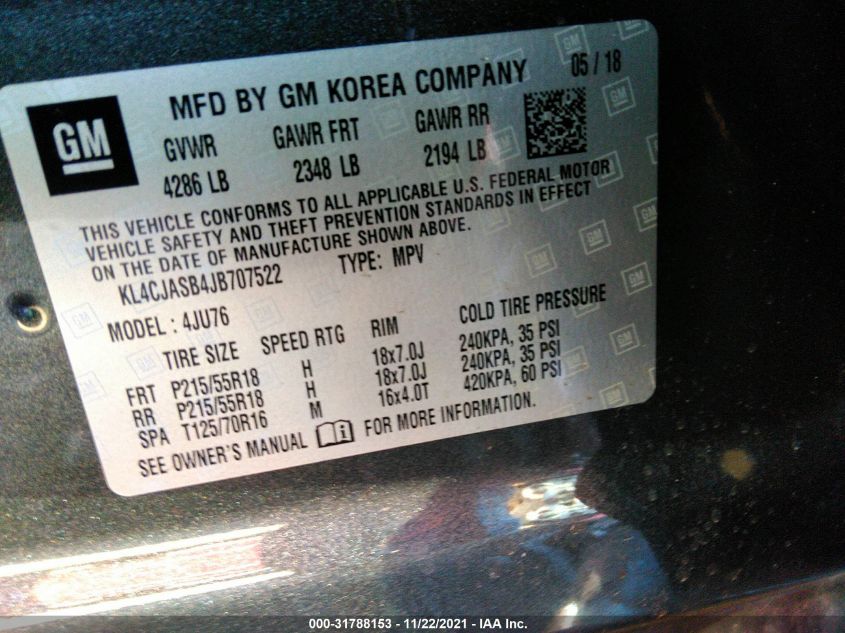 GM
MFD BY GM KOREA COMPANY 05 / 18
GVWR GAWR FRT GAWR RR
4286 LB 2348 LB 2194 LB
THIS VEHICLE CONFORMS TO ALL APPLICABLE U.S. FEDERAL MOTOR
VEHICLE SAFETY AND THEFT PREVENTION STANDARDS IN EFFECT
ON THE DATE OF MANUFACTURE SHOWN ABOVE.
KL4CJASB4JB707522 TYPE: MPV
MODEL : 4JU76
TIRE SIZE SPEED RTG RIM COLD TIRE PRESSURE
FRT P215/55R18 H 18x7.0J 240KPA, 35 PSI
RR P215/55R18 H 18x7.0J 240KPA, 35 PSI
SPA T125/70R16 M 16x4.0T 420KPA, 60 PSI
SEE OWNER'S MANUAL i FOR MORE INFORMATION.
000-31788153 - 11/22/2021 - IAA Inc.